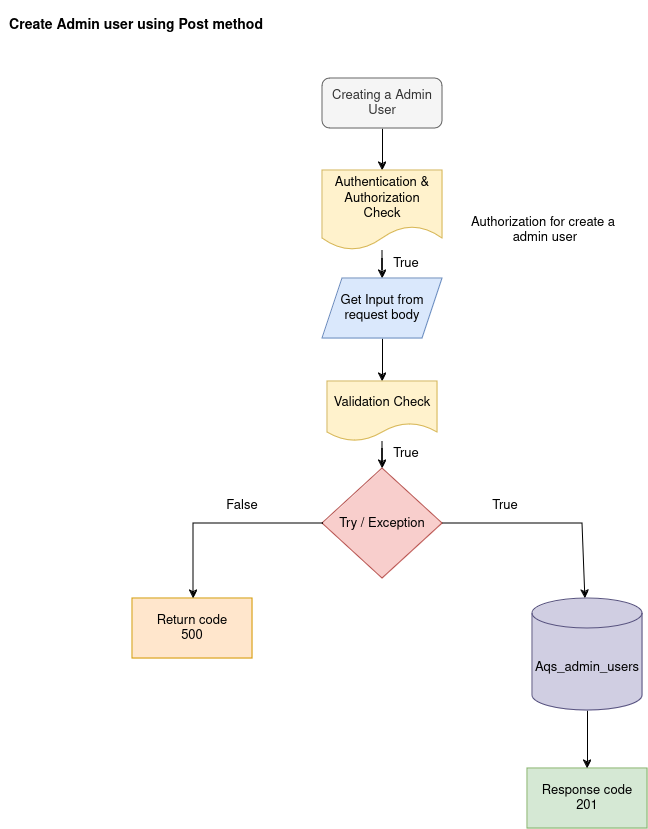 Create Admin user using Post method
Creating a Admin
User
Authentication &
Authorization
Check
Authorization for create a
admin user
True
Get Input from
request body
Validation Check
True
False
True
Try / Exception
Return code
500
Aqs_admin_users
Response code
201